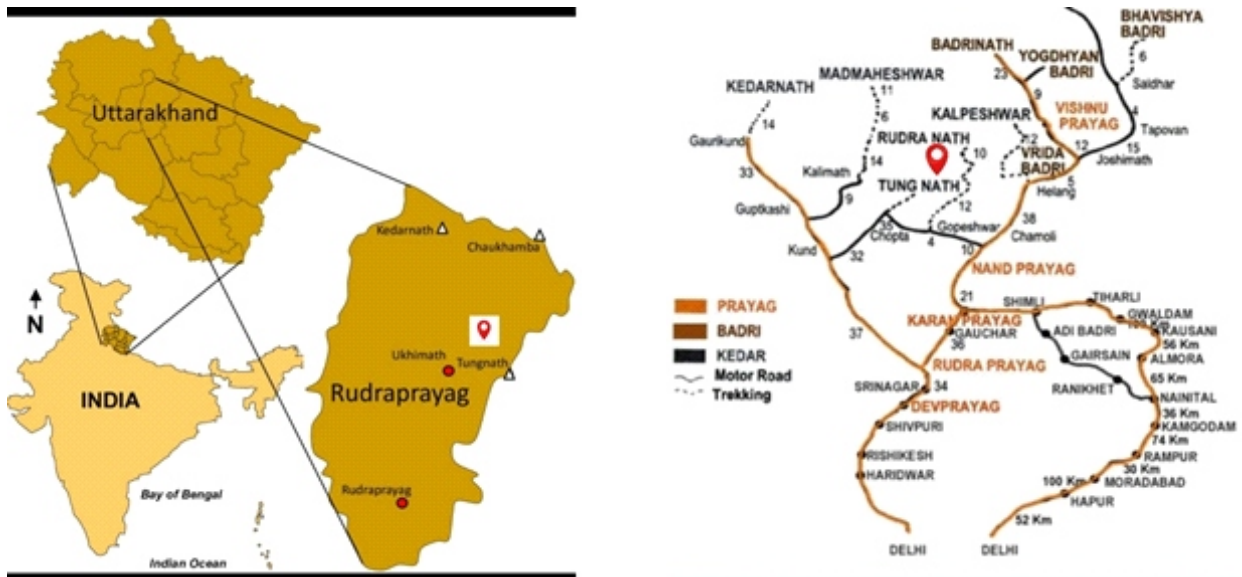 Uttarakhand
N
INDIA
Bay of Bengal
Indian Ocean
Kedarnath
Chaukhamba
Ukhimath
Tungnath
Rudraprayag
Rudraprayag
BHAVISHYA
BADRI
6
BADRINATH
YOGDHYAN
BADRI
23
9
Saldhar
4
MADMAHESHWAR
11
6
KEDARNATH
14
VISHNU
PRAYAG
KALPESHWAR
12
Tapovan
15
Gaurikund
33
RUDRA NATH
10
VRIDA
BADRI
12
Joshimath
5
Helang
Kalimath
14
9
TUNG NATH
12
38
Guptkashi
35
Chopta
Gopeshwar
4
10
Chamoli
Kund
32
NAND PRAYAG
21
SHIMLI
TIHARLI
GWALDAM
KAUSANI
56 Km
PRAYAG
BADRI
KEDAR
Motor Road
Trekking
37
KARAN PRAYAG
GAUCHAR
36
ADI BADRI
GAIRSAIN
ALMORA
65 Km
RUDRA PRAYAG
RANIKHET
SRINAGAR
34
NAINITAL
36 Km
DEVPRAYAG
SHIVPURI
KAMGODAM
74 Km
RISHIKESH
RAMPUR
30 Km
HARIDWAR
MORADABAD
100 Km
HAPUR
52 Km
DELHI
DELHI